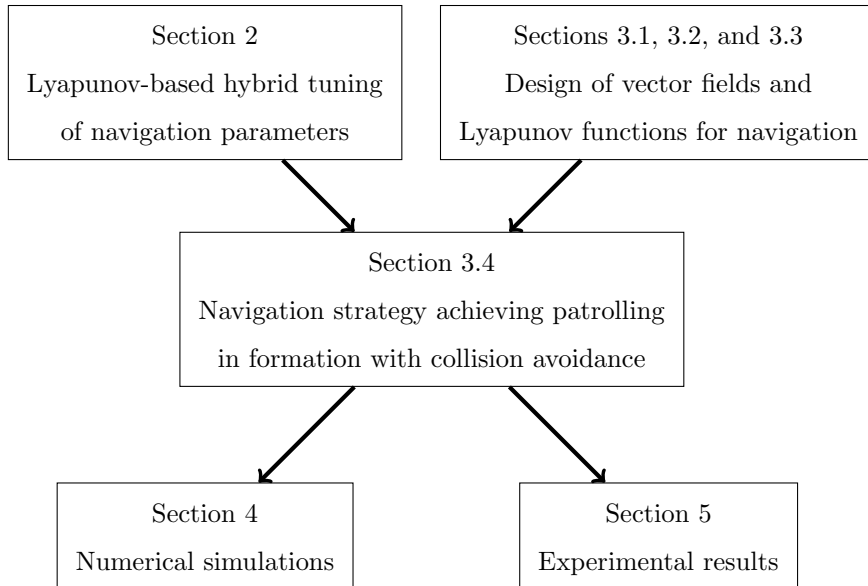 Section 2
Lyapunov-based hybrid tuning
of navigation parameters
Sections 3.1, 3.2, and 3.3
Design of vector fields and
Lyapunov functions for navigation
Section 3.4
Navigation strategy achieving patrolling
in formation with collision avoidance
Section 4
Numerical simulations
Section 5
Experimental results